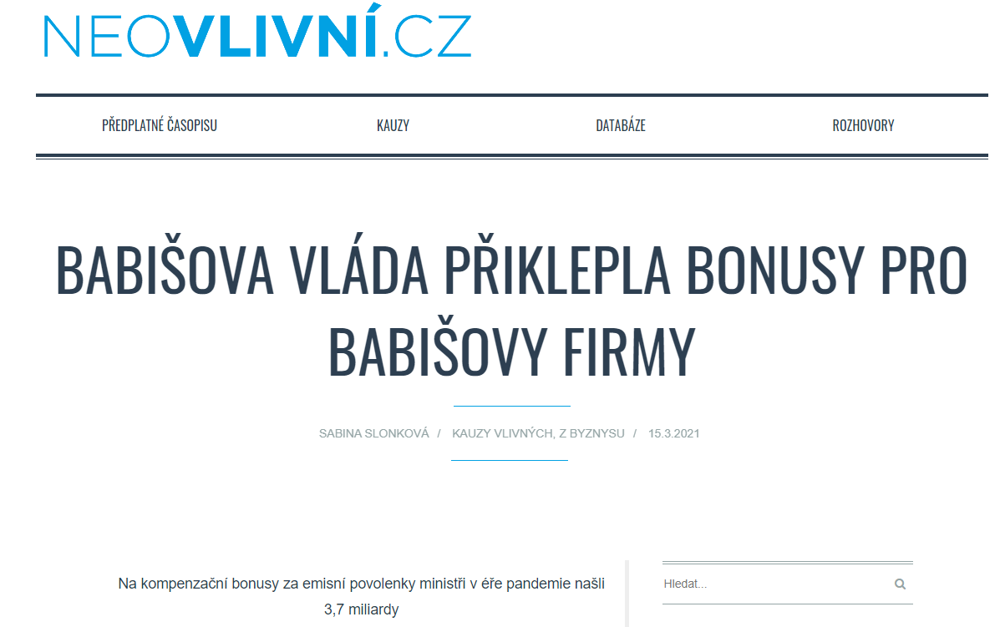 NEOVLIVNÍ.CZ
PŘEDPLATNÉ ČASOPISU KAUZY DATABÁZE ROZHOVORY
BABIŠOVA VLÁDA PŘIKLEPLA BONUSY PRO
BABIŠOVY FIRMY
SABINA SLONKOVÁ / KAUZY VLIVNÝCH, Z BYZNYSU / 15.3.2021
Na kompenzační bonusy za emisní povolenky ministři v éře pandemie našli
3,7 miliardy
Hledat...